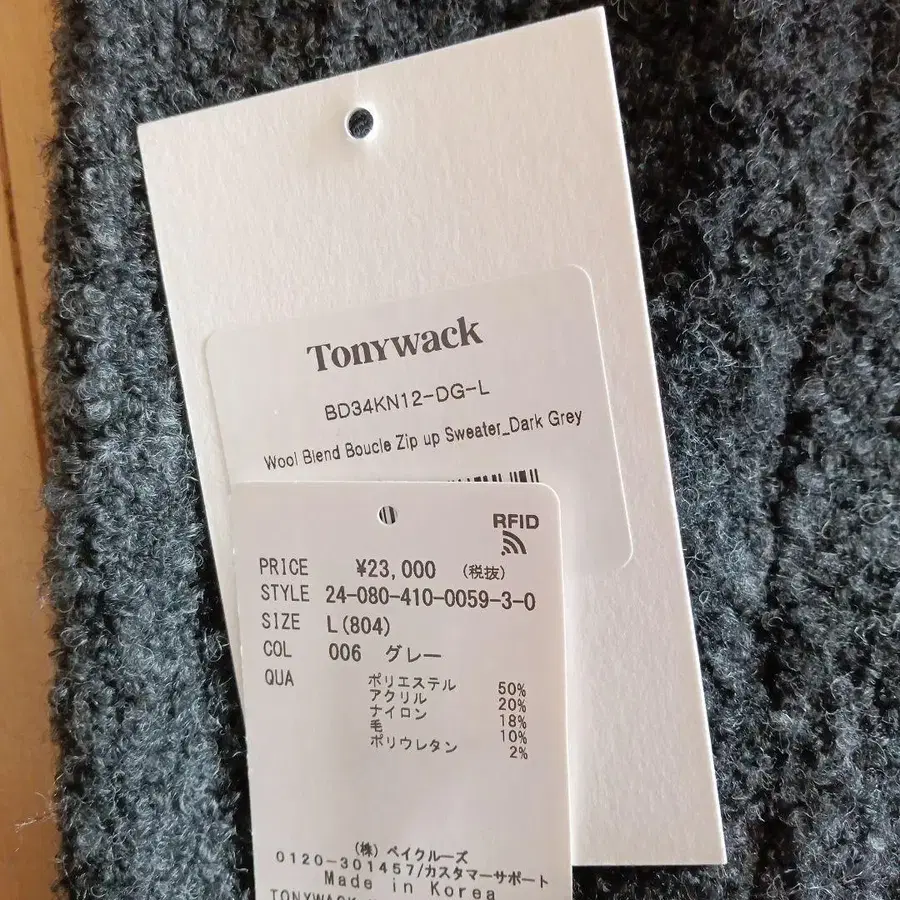 Tonywack
BD34KN12-DG-L
Wool Blend Boucle Zip up Sweater_Dark Grey
RFID
PRICE ¥23,000 (税抜)
STYLE 24-080-410-0059-3-0
SIZE L(804)
COL 006 グレー
QUA ポリエステル 50%
アクリル 20%
ナイロン 18%
毛 10%
ポリウレタン 2%
(株) ベイクルーズ
0120-301457/カスタマーサポート
Made in Korea
TONYWACK